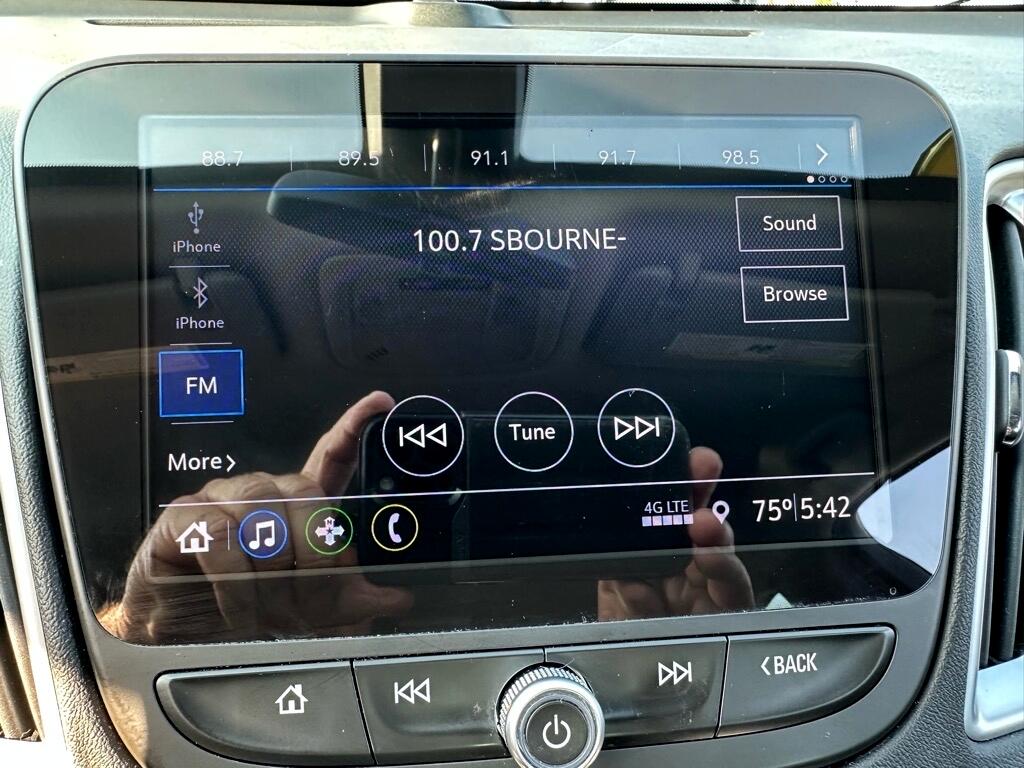 88.7 89.5 91.1 91.7 98.5
iPhone
100.7 SBOURNE-
Sound
iPhone
Browse
FM
Tune
More
4G LTE
75º 5:42
BACK